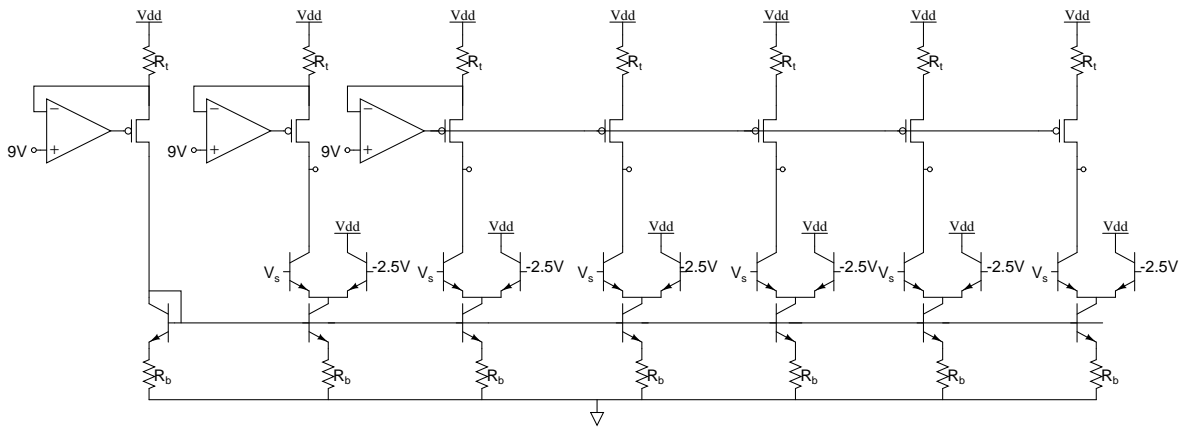 Vdd Vdd Vdd Vdd Vdd Vdd Vdd
Rt Rt Rt Rt Rt Rt Rt
− − −
9V + 9V + 9V +
Vdd Vdd Vdd Vdd Vdd Vdd
Vs -2.5V Vs -2.5V Vs -2.5V Vs -2.5V Vs -2.5V Vs -2.5V
Rb Rb Rb Rb Rb Rb Rb